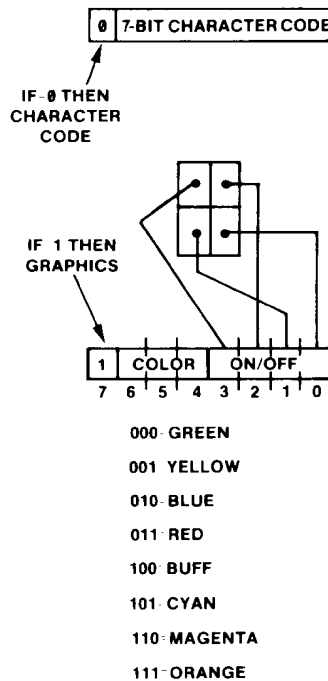 0 7-BIT CHARACTER CODE
IF-0 THEN
CHARACTER
CODE
IF 1 THEN
GRAPHICS
1 COLOR ON/OFF
7 6 5 4 3 2 1 0
000-GREEN
001 YELLOW
010-BLUE
011-RED
100-BUFF
101-CYAN
110-MAGENTA
111-ORANGE